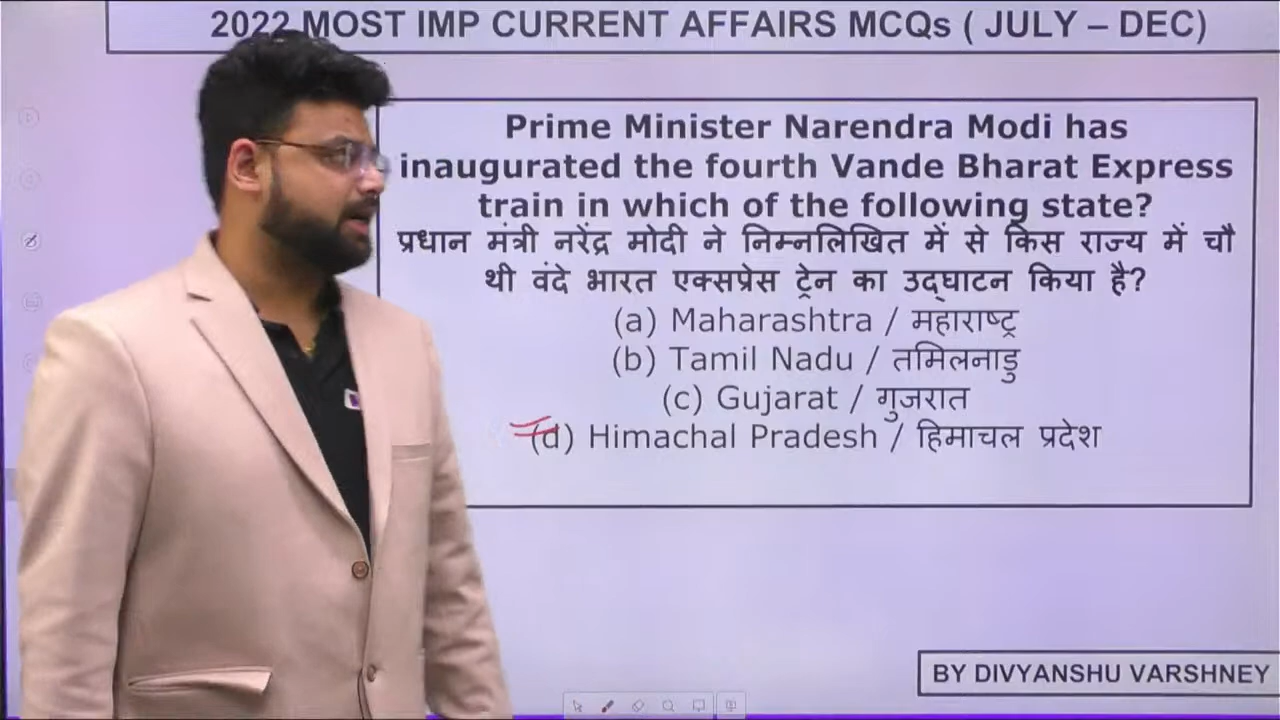 2022 MOST IMP CURRENT AFFAIRS MCQs ( JULY – DEC)
Prime Minister Narendra Modi has
inaugurated the fourth Vande Bharat Express
train in which of the following state?
प्रधान मंत्री नरेंद्र मोदी ने निम्नलिखित में से किस राज्य में चौ
थी वंदे भारत एक्सप्रेस ट्रेन का उद्घाटन किया है?
(a) Maharashtra / महाराष्ट्र
(b) Tamil Nadu / तमिलनाडु
(c) Gujarat / गुजरात
(d) Himachal Pradesh / हिमाचल प्रदेश
BY DIVYANSHU VARSHNEY